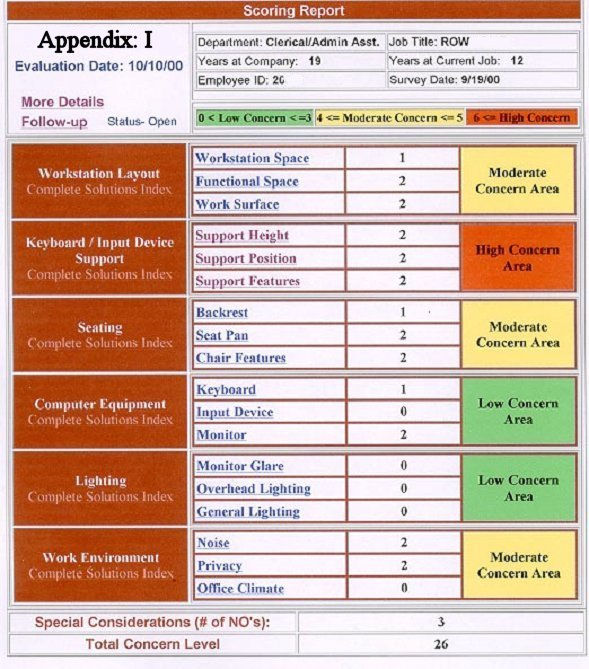 Scoring Report
Appendix: I
Evaluation Date: 10/10/00
More Details
Follow-up Status- Open
Department: Clerical/Admin Asst. Job Title: ROW
Years at Company: 19 Years at Current Job: 12
Employee ID: 26 Survey Date: 9/19/00
0 < Low Concern <=3 4 <= Moderate Concern <= 5 6 <= High Concern
Workstation Layout
Complete Solutions Index
Workstation Space 1
Functional Space 2
Work Surface 2
Moderate
Concern Area
Keyboard / Input Device
Support
Complete Solutions Index
Support Height 2
Support Position 2
Support Features 2
High Concern
Area
Seating
Complete Solutions Index
Backrest 1
Seat Pan 2
Chair Features 2
Moderate
Concern Area
Computer Equipment
Complete Solutions Index
Keyboard 1
Input Device 0
Monitor 2
Low Concern
Area
Lighting
Complete Solutions Index
Monitor Glare 0
Overhead Lighting 0
General Lighting 0
Low Concern
Area
Work Environment
Complete Solutions Index
Noise 2
Privacy 2
Office Climate 0
Moderate
Concern Area
Special Considerations (# of NO's): 3
Total Concern Level 26